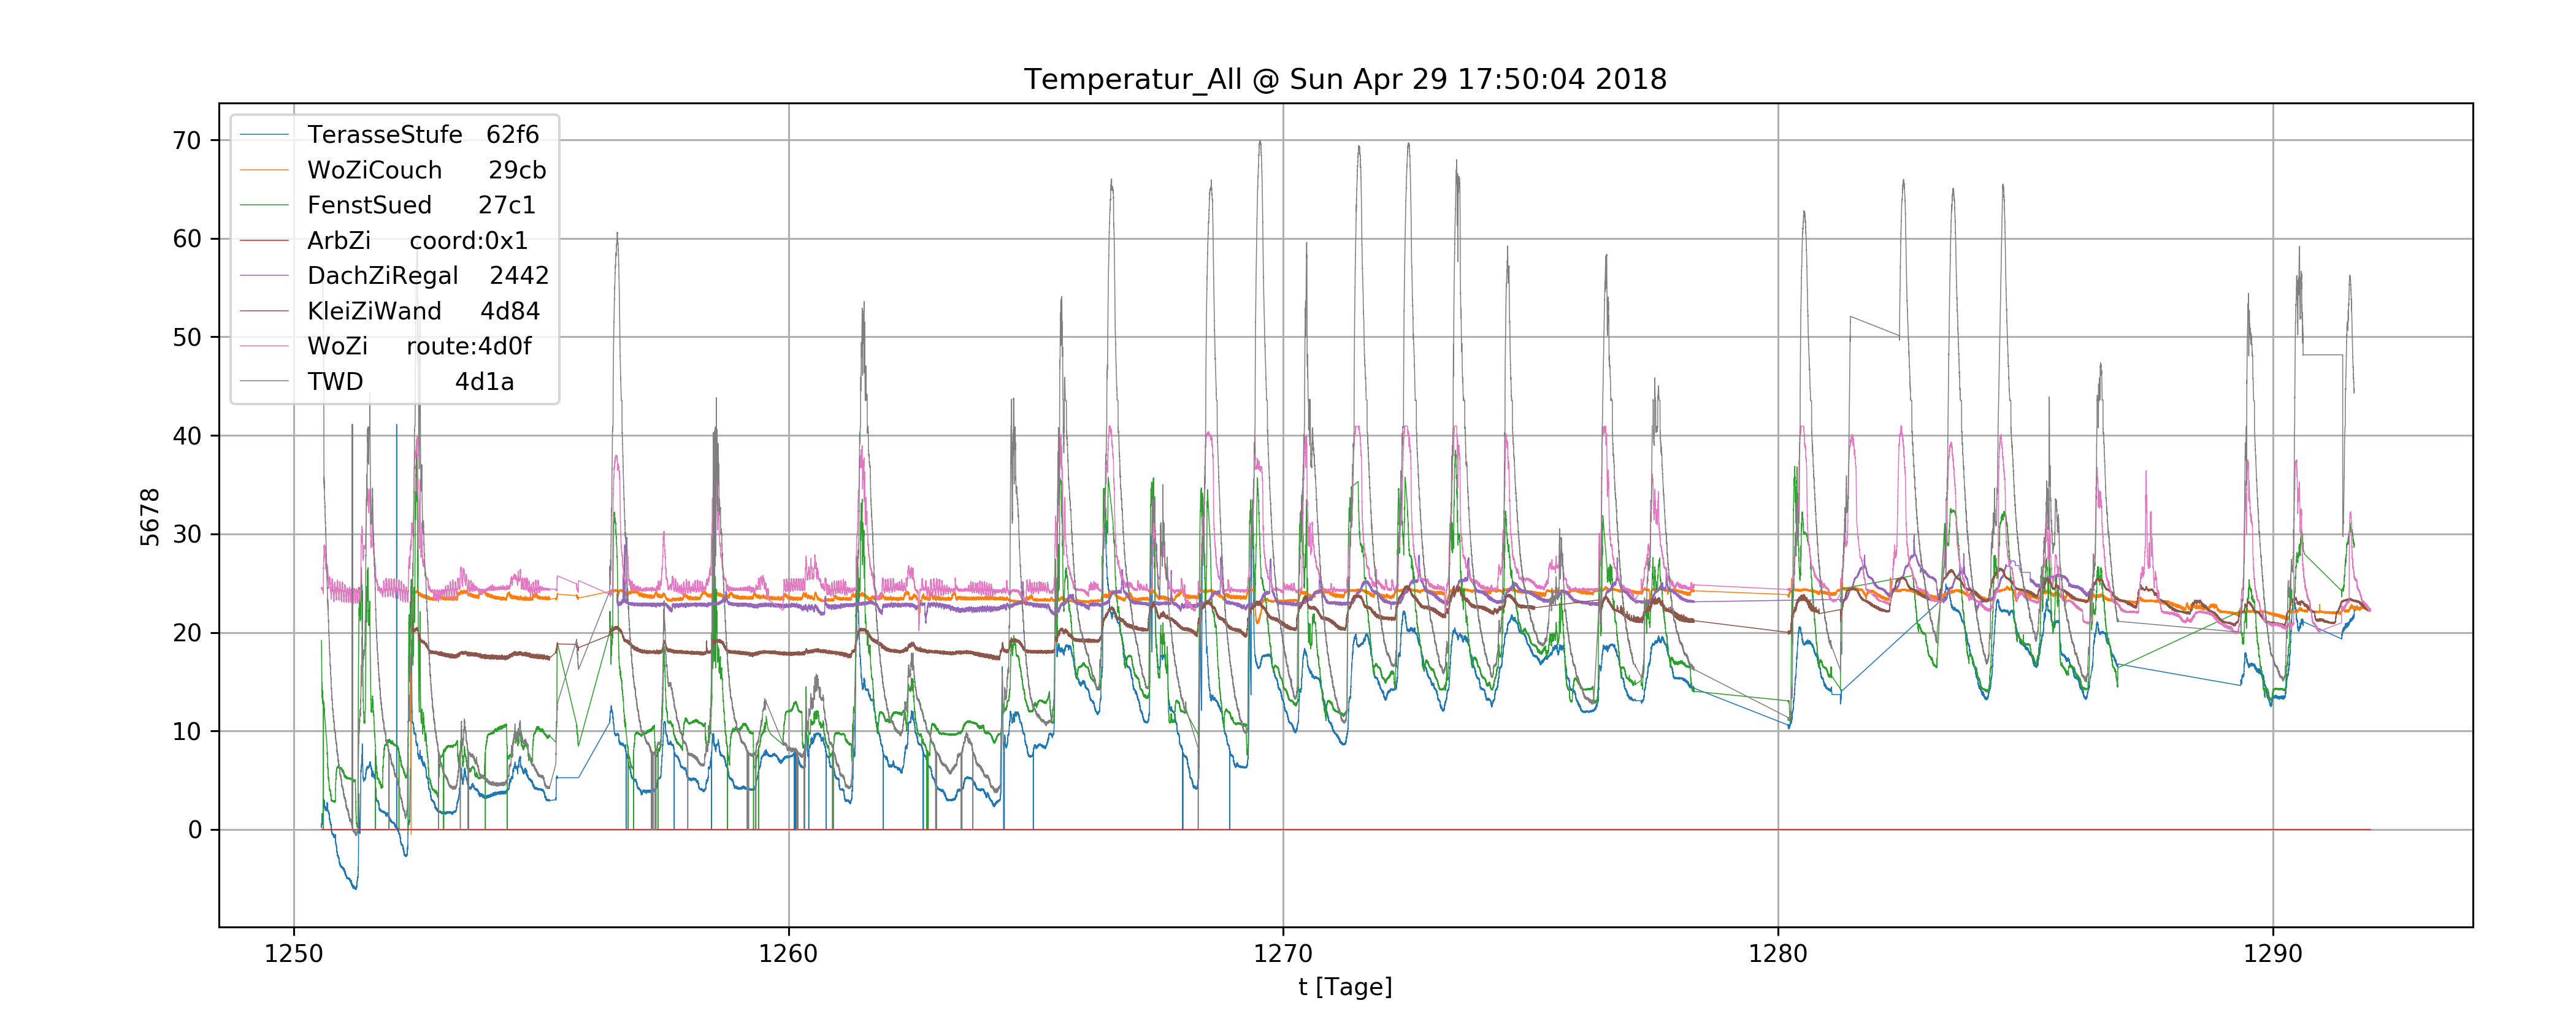 Temperatur_All @ Sun Apr 29 17:50:04 2018
TerasseStufe 62f6
WoZiCouch 29cb
FenstSued 27c1
ArbZi coord:0x1
DachZiRegal 2442
KleiZiWand 4d84
WoZi route:4d0f
TWD 4d1a
70
60
50
40
30
20
10
0
5678
1250 1260 1270 1280 1290
t [Tage]